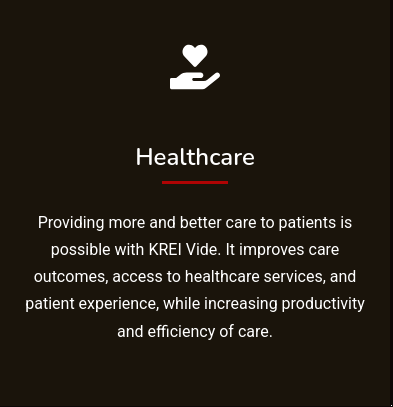 Healthcare
Providing more and better care to patients is
possible with KREI Vide. It improves care
outcomes, access to healthcare services, and
patient experience, while increasing productivity
and efficiency of care.